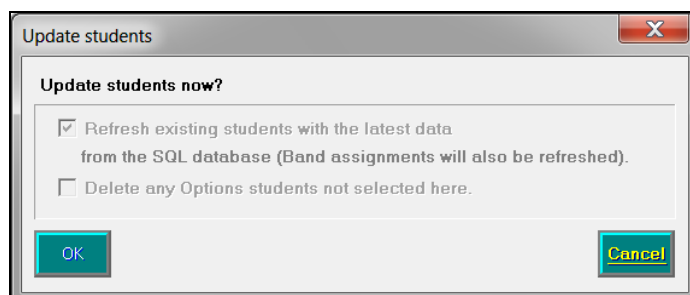 Update students
Update students now?
Refresh existing students with the latest data
from the SQL database (Band assignments will also be refreshed).
Delete any Options students not selected here.
OK
Cancel